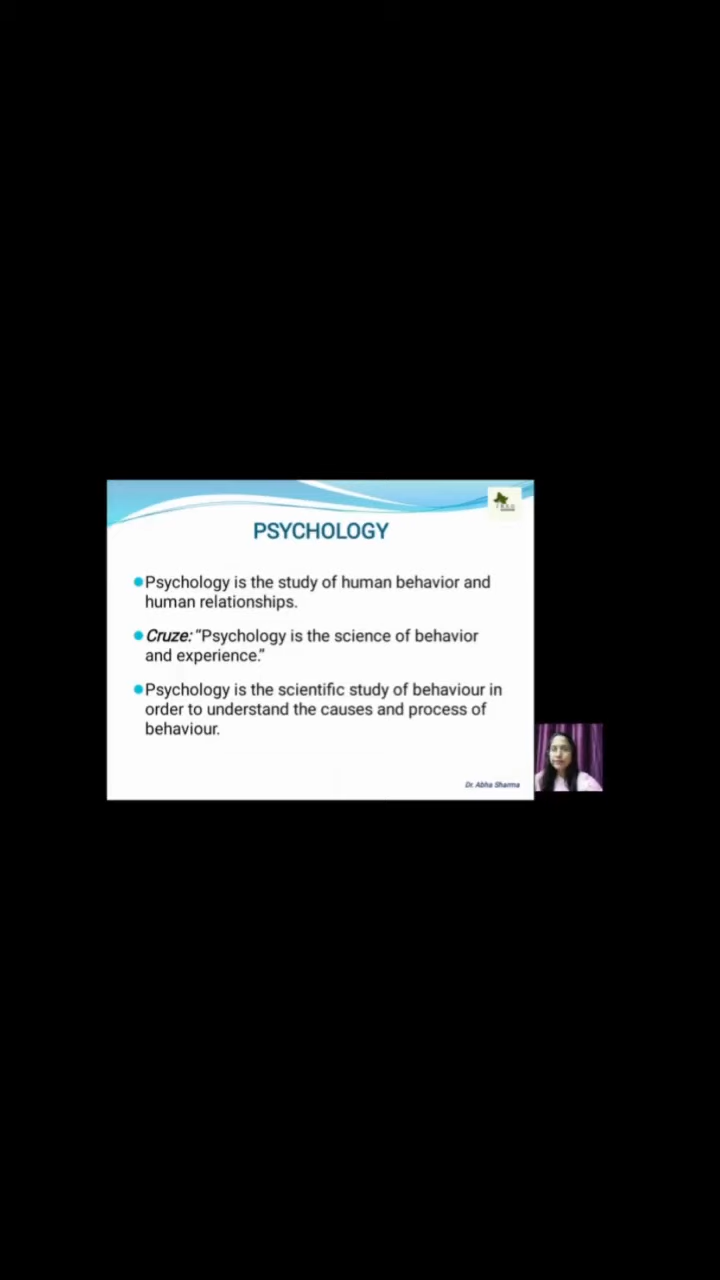 PSYCHOLOGY
Psychology is the study of human behavior and
human relationships.
Cruze: “Psychology is the science of behavior
and experience.”
Psychology is the scientific study of behaviour in
order to understand the causes and process of
behaviour.
Dr. Abha Sharma